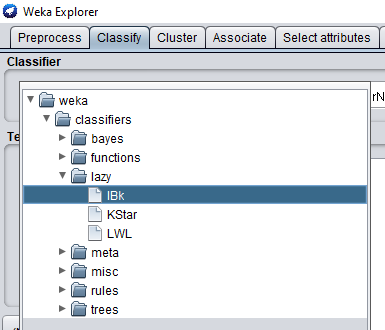 Weka Explorer
Preprocess Classify Cluster Associate Select attributes
Classifier
weka
classifiers
bayes
functions
lazy
IBk
KStar
LWL
meta
misc
rules
trees